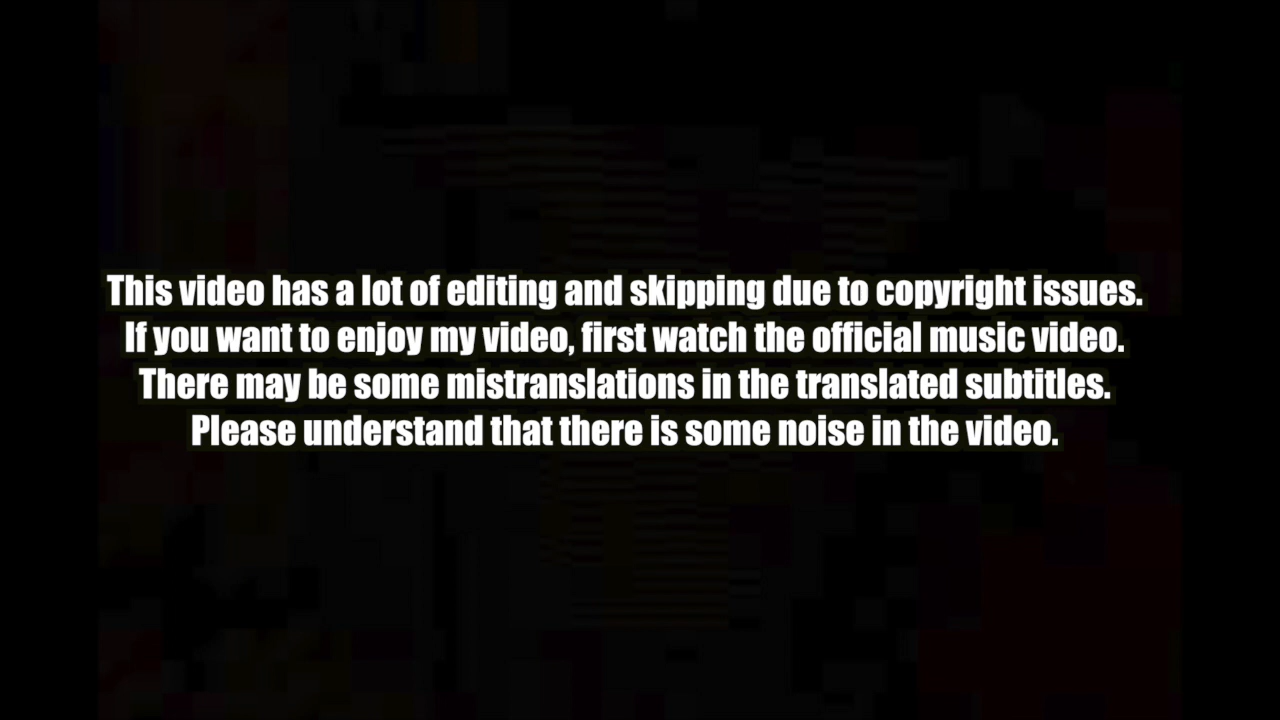 This video has a lot of editing and skipping due to copyright issues.
If you want to enjoy my video, first watch the official music video.
There may be some mistranslations in the translated subtitles.
Please understand that there is some noise in the video.